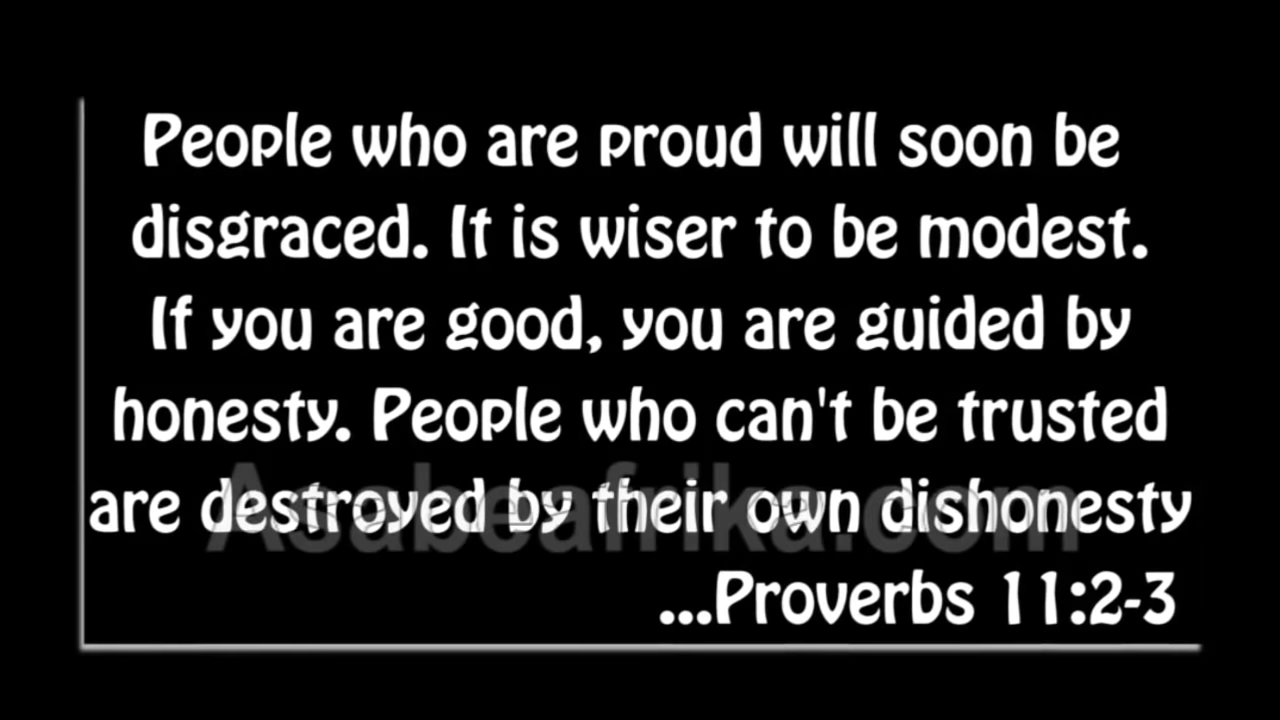 People who are proud will soon be
disgraced. It is wiser to be modest.
If you are good, you are guided by
honesty. People who can't be trusted
are destroyed by their own dishonesty
Asabeafrika.com
...Proverbs 11:2-3